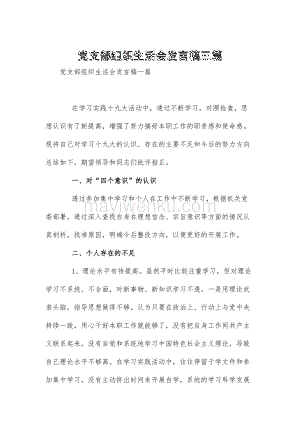 党支部组织生活会发言稿三篇
党支部组织生活会发言稿一篇
在学习实践十九大活动中，通过不断学习，对照检查，思
想认识有了新提高，增强了努力搞好本职工作的职责感和使命感。
现将自己对学习十九大的认识。存在的主要不足和今后的努力方向
总结如下，期望领导和同志们批评指正。
一、对“四个意识”的认识
通过参加集中学习和个人在工作中不断学习，根据机关党
委部署。通过深入查找自身在理想信念、宗旨意识等方面的情况认
真剖析，找准原因，明确今后整改方向，以便更好的开展工作。
二、个人存在的不足
1、理论水平有待提高。虽然平时比较注重学习，但对理论
学习不系统、不全面，对新事物、新知识学习不透。一是用理论武
装头脑，指导思想做得不够，认为只要在政治上、行动上与党中央
持续一致，用心干好本职工作就能够了，没有把自身工作同共产主
义联系起来，没有自觉和系统地学习中国特色社会主义理论，导致
自己理论水平不够高。在学习实践活动中，往往停留于学文件和参
加集中学习，没有主动挤出时间来开展自学。系统的学习科学发展
mayiwenku.com